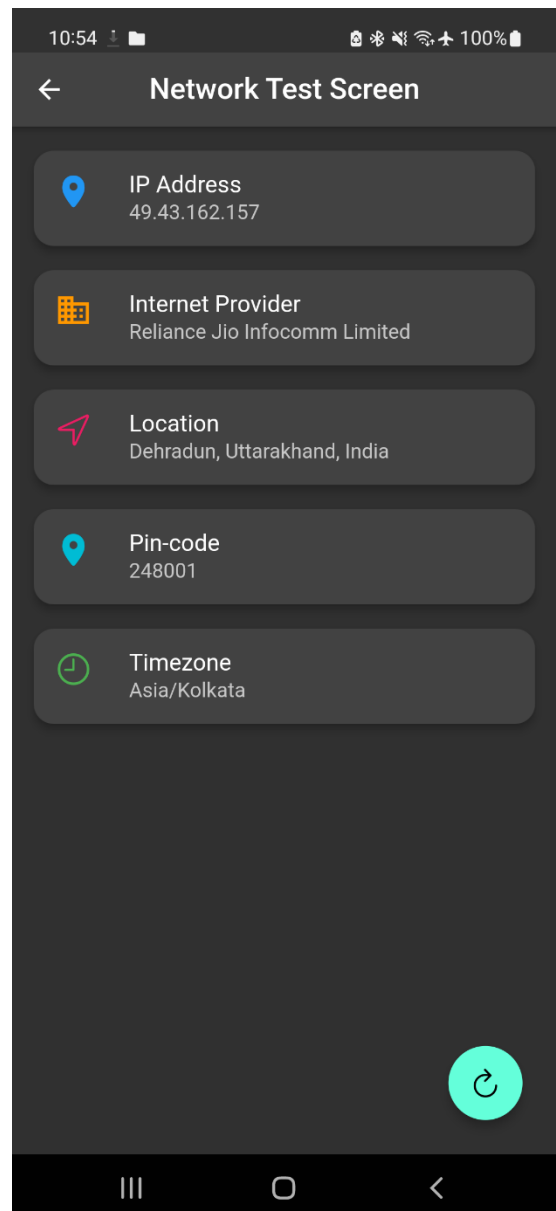 10:54
100%
Network Test Screen
IP Address
49.43.162.157
Internet Provider
Reliance Jio Infocomm Limited
Location
Dehradun, Uttarakhand, India
Pin-code
248001
Timezone
Asia/Kolkata